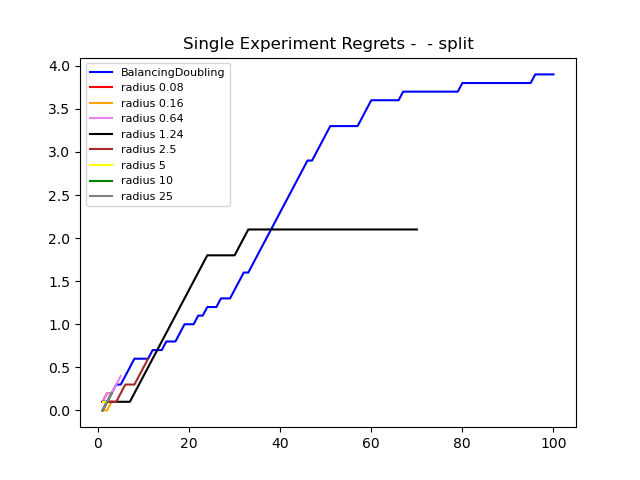 Single Experiment Regrets -  - split
BalancingDoubling
radius 0.08
radius 0.16
radius 0.64
radius 1.24
radius 2.5
radius 5
radius 10
radius 25
4.0
3.5
3.0
2.5
2.0
1.5
1.0
0.5
0.0
0 20 40 60 80 100